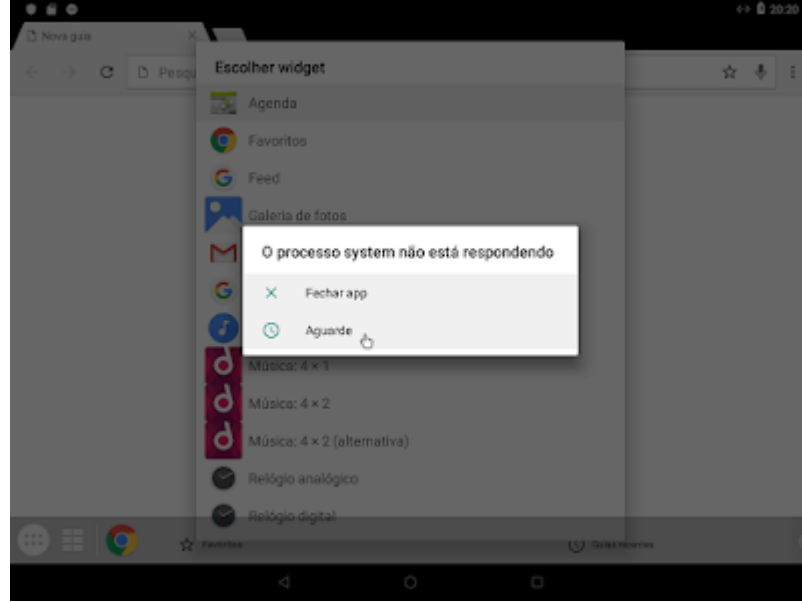 20:20
Nova guia
Pesqu
Escolher widget
Agenda
Favoritos
Feed
Galeria de fotos
O processo system não está respondendo
Fechar app
Aguarde
Música: 4 × 1
Música: 4 × 2
Música: 4 × 2 (alternativa)
Relógio analógico
Relógio digital
Favoritos